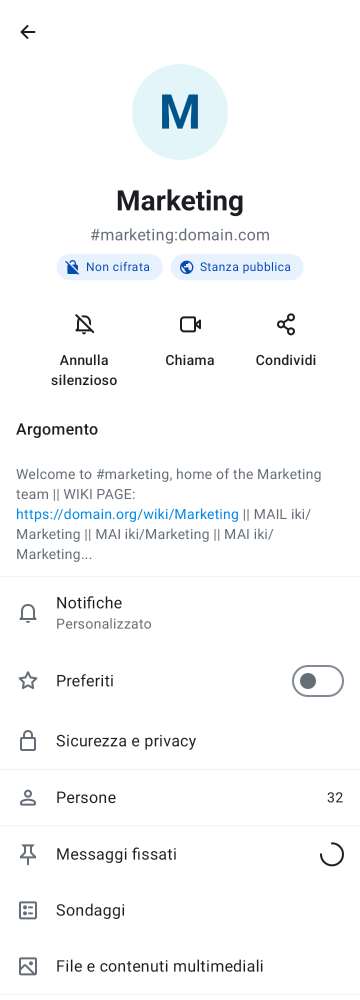 M
Marketing
#marketing:domain.com
Non cifrata
Stanza pubblica
Annulla
silenzioso
Chiama
Condividi
Argomento
Welcome to #marketing, home of the Marketing
team || WIKI PAGE:
https://domain.org/wiki/Marketing || MAIL iki/
Marketing || MAI iki/Marketing || MAI iki/
Marketing...
Notifiche
Personalizzato
Preferiti
Sicurezza e privacy
Persone 32
Messaggi fissati
Sondaggi
File e contenuti multimediali